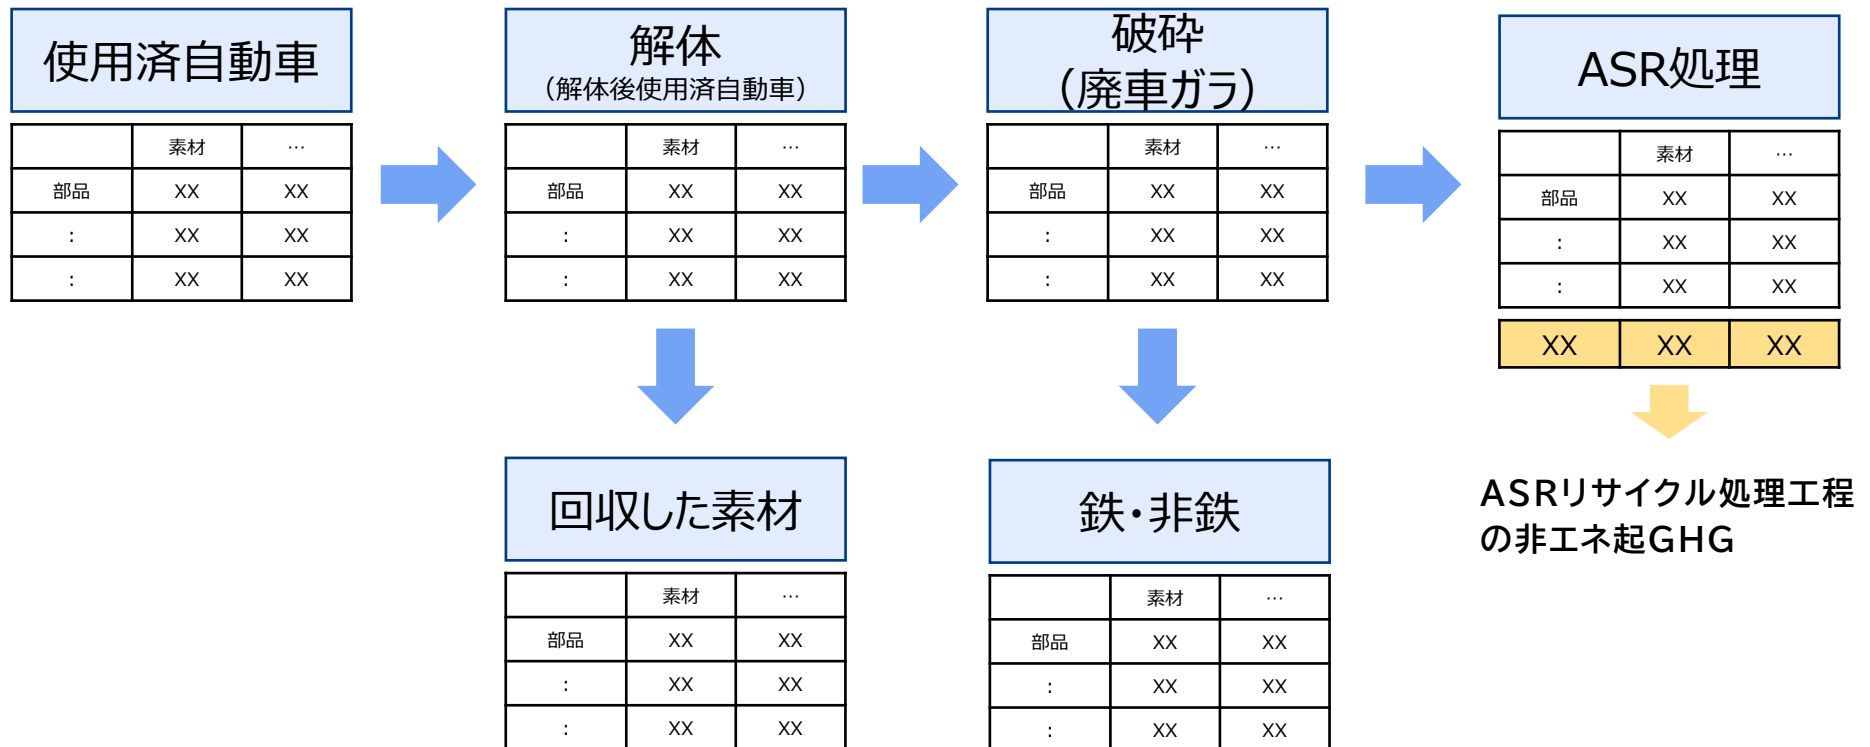 使用済自動車
素材 …
部品 XX XX
: XX XX
: XX XX
解体
（解体後使用済自動車）
素材 …
部品 XX XX
: XX XX
: XX XX
破砕
（廃車ガラ）
素材 …
部品 XX XX
: XX XX
: XX XX
ASR処理
素材 …
部品 XX XX
: XX XX
: XX XX
XX XX XX
回収した素材
素材 …
部品 XX XX
: XX XX
: XX XX
鉄・非鉄
素材 …
部品 XX XX
: XX XX
: XX XX
ASRリサイクル処理工程
の非エネ起GHG